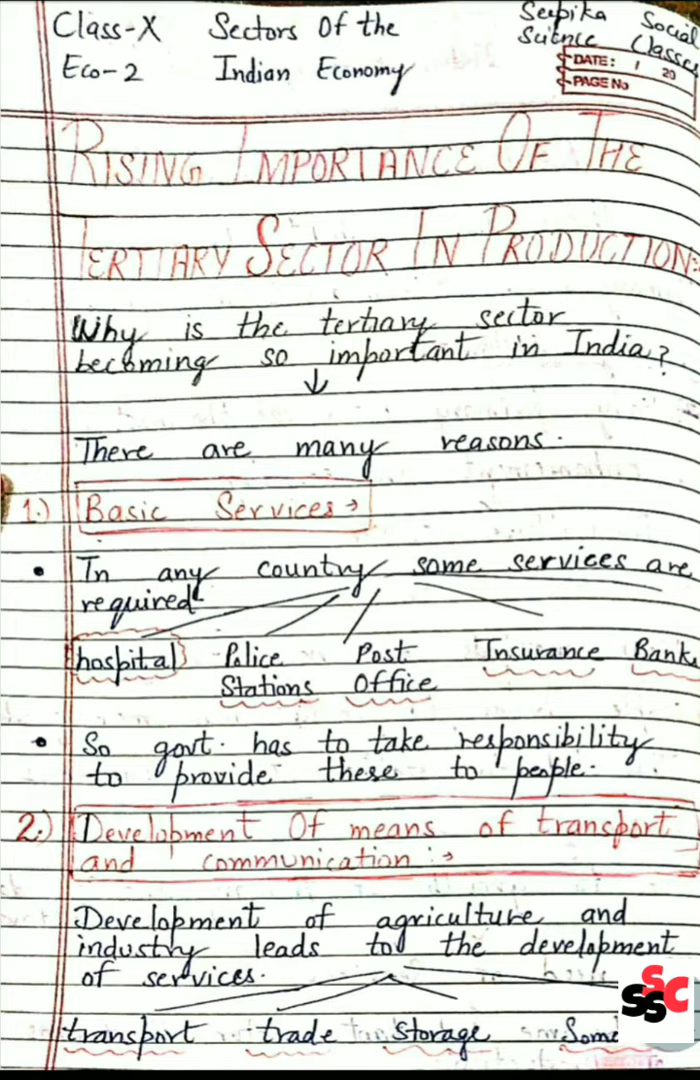 Class-X Sectors Of the
Eco-2 Indian Economy
Seepika Social
Science Classes
DATE: / 20
PAGE No
RISING IMPORTANCE OF THE
TERTIARY SECTOR IN PRODUCTION:
Why is the tertiary sector
becoming so important in India?
↓
There are many reasons.
1.) Basic Services →
• In any country some services are
required
hospital Police Post Insurance Banks
Stations Office
• So govt. has to take responsibility
to provide these to people.
2.) Development Of means of transport
and communication :→
Development of agriculture and
industry leads to the development
of services.
transport trade storage Some
SSSC